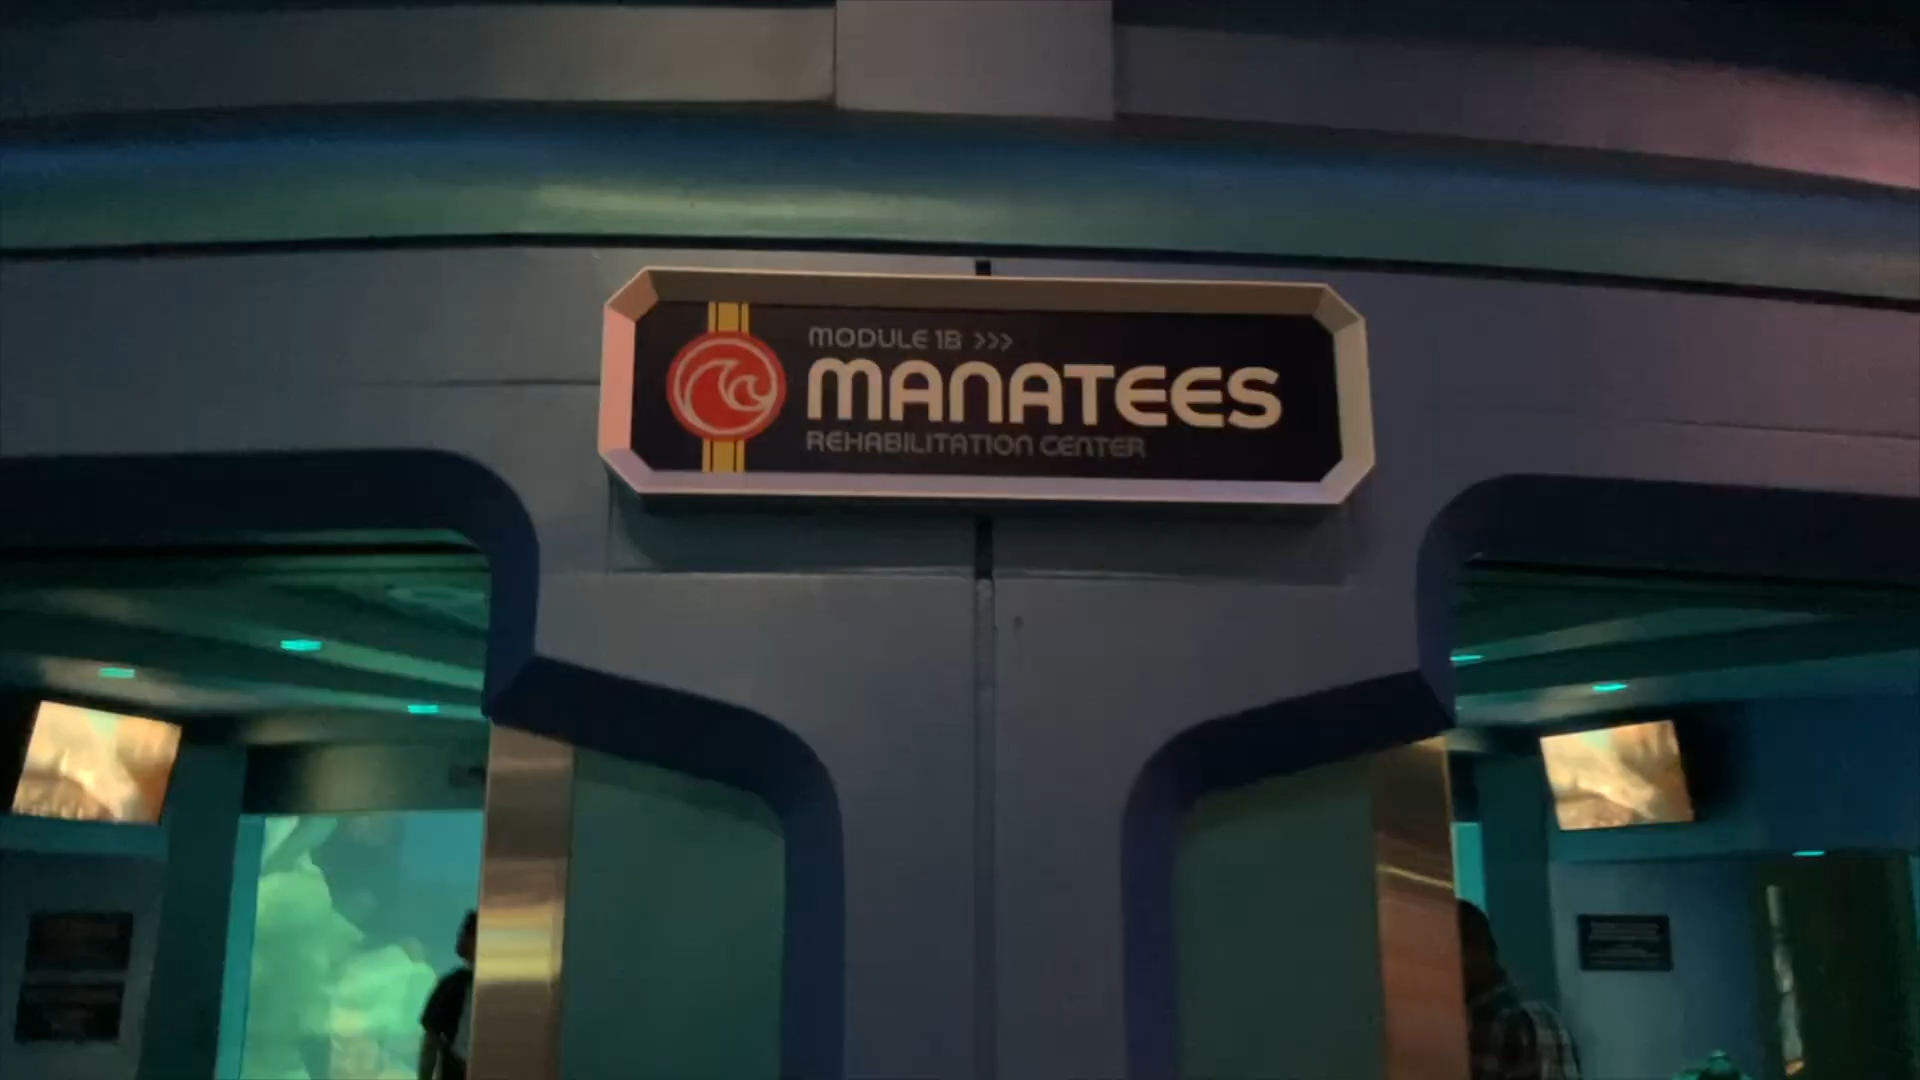 MODULE 1B >>>
MANATEES
REHABILITATION CENTER